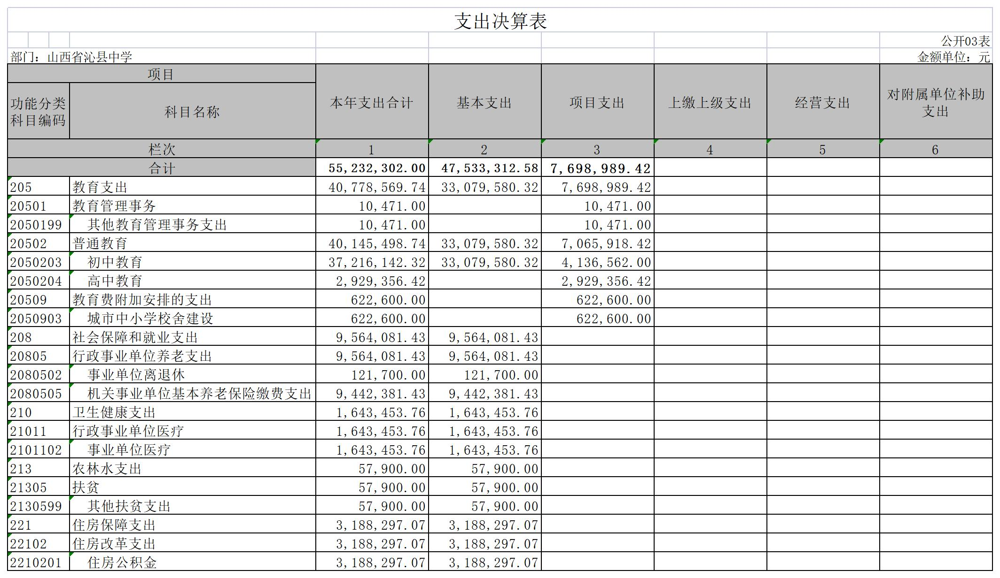 支出决算表
公开03表
部门：山西省沁县中学 金额单位：元
项目 本年支出合计 基本支出 项目支出 上缴上级支出 经营支出 对附属单位补助支出
功能分类科目编码 科目名称
栏次 1 2 3 4 5 6
合计 55,232,302.00 47,533,312.58 7,698,989.42
205 教育支出 40,778,569.74 33,079,580.32 7,698,989.42
20501 教育管理事务 10,471.00 10,471.00
2050199 其他教育管理事务支出 10,471.00 10,471.00
20502 普通教育 40,145,498.74 33,079,580.32 7,065,918.42
2050203 初中教育 37,216,142.32 33,079,580.32 4,136,562.00
2050204 高中教育 2,929,356.42 2,929,356.42
20509 教育费附加安排的支出 622,600.00 622,600.00
2050903 城市中小学校舍建设 622,600.00 622,600.00
208 社会保障和就业支出 9,564,081.43 9,564,081.43
20805 行政事业单位养老支出 9,564,081.43 9,564,081.43
2080502 事业单位离退休 121,700.00 121,700.00
2080505 机关事业单位基本养老保险缴费支出 9,442,381.43 9,442,381.43
210 卫生健康支出 1,643,453.76 1,643,453.76
21011 行政事业单位医疗 1,643,453.76 1,643,453.76
2101102 事业单位医疗 1,643,453.76 1,643,453.76
213 农林水支出 57,900.00 57,900.00
21305 扶贫 57,900.00 57,900.00
2130599 其他扶贫支出 57,900.00 57,900.00
221 住房保障支出 3,188,297.07 3,188,297.07
22102 住房改革支出 3,188,297.07 3,188,297.07
2210201 住房公积金 3,188,297.07 3,188,297.07